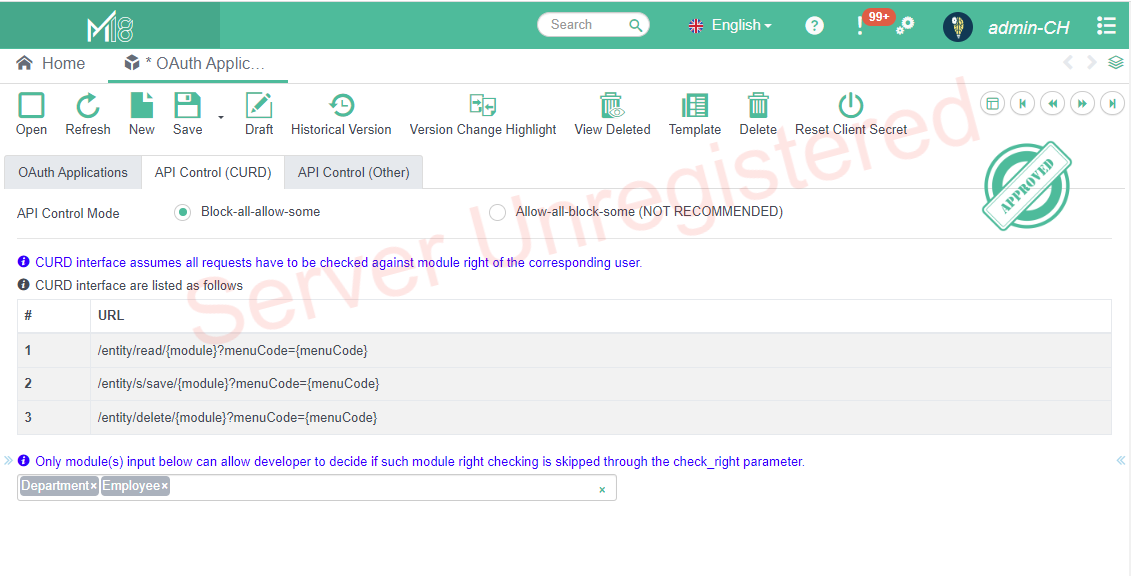 M18
Search
English
?
!
99+
admin-CH
Home
* OAuth Applic…
Open
Refresh
New
Save
Draft
Historical Version
Version Change Highlight
View Deleted
Template
Delete
Reset Client Secret
OAuth Applications
API Control (CURD)
API Control (Other)
APPROVED
API Control Mode
Block-all-allow-some
Allow-all-block-some (NOT RECOMMENDED)
Server Unregistered
CURD interface assumes all requests have to be checked against module right of the corresponding user.
CURD interface are listed as follows
# URL
1 /entity/read/{module}?menuCode={menuCode}
2 /entity/s/save/{module}?menuCode={menuCode}
3 /entity/delete/{module}?menuCode={menuCode}
Only module(s) input below can allow developer to decide if such module right checking is skipped through the check_right parameter.
Department× Employee× ×